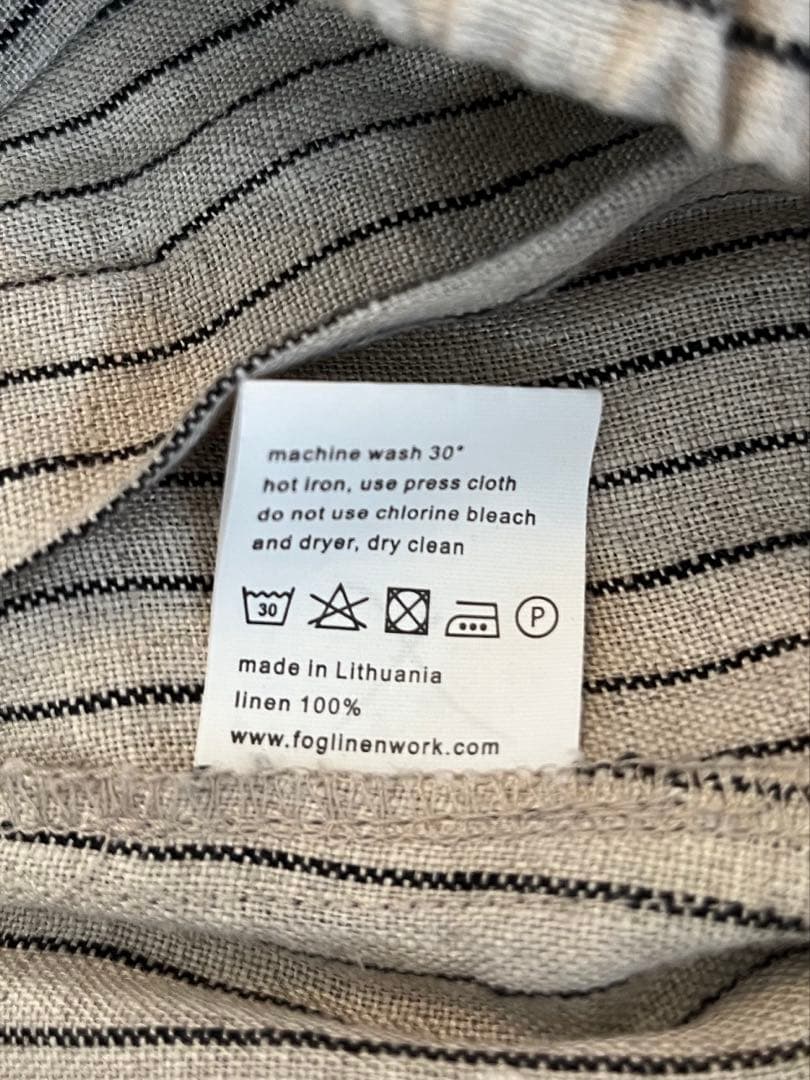 machine wash 30°
hot iron, use press cloth
do not use chlorine bleach
and dryer, dry clean
30 P
made in Lithuania
linen 100%
www.foglinenwork.com